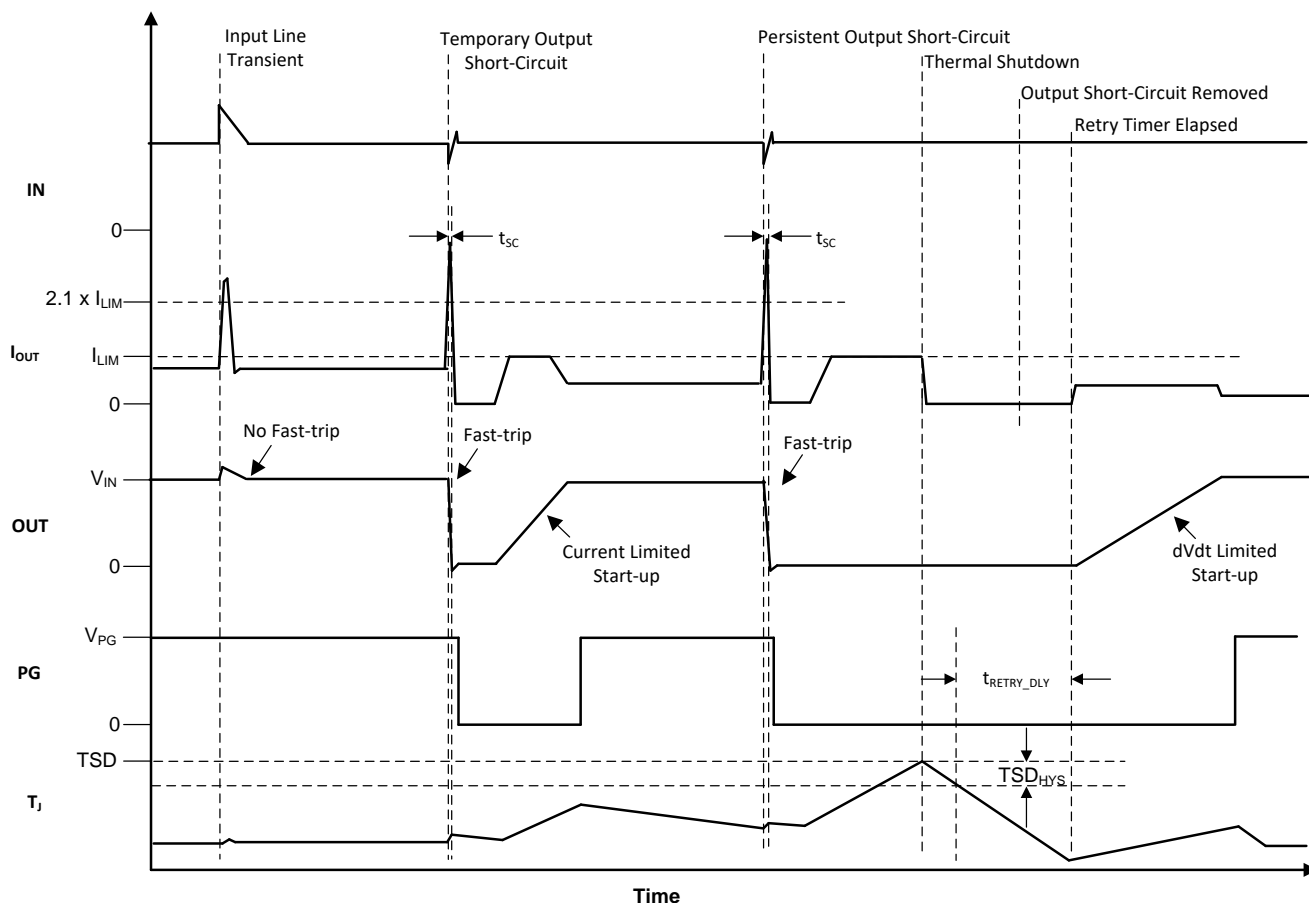 Input Line
Transient
Temporary Output
Short-Circuit
Persistent Output Short-Circuit
Thermal Shutdown
Output Short-Circuit Removed
Retry Timer Elapsed
IN
0
tSC
tSC
2.1 x ILIM
IOUT
ILIM
0
No Fast-trip
Fast-trip
Fast-trip
VIN
OUT
Current Limited
Start-up
dVdt Limited
Start-up
0
VPG
PG
tRETRY_DLY
0
TSD
TSDHYS
TJ
Time